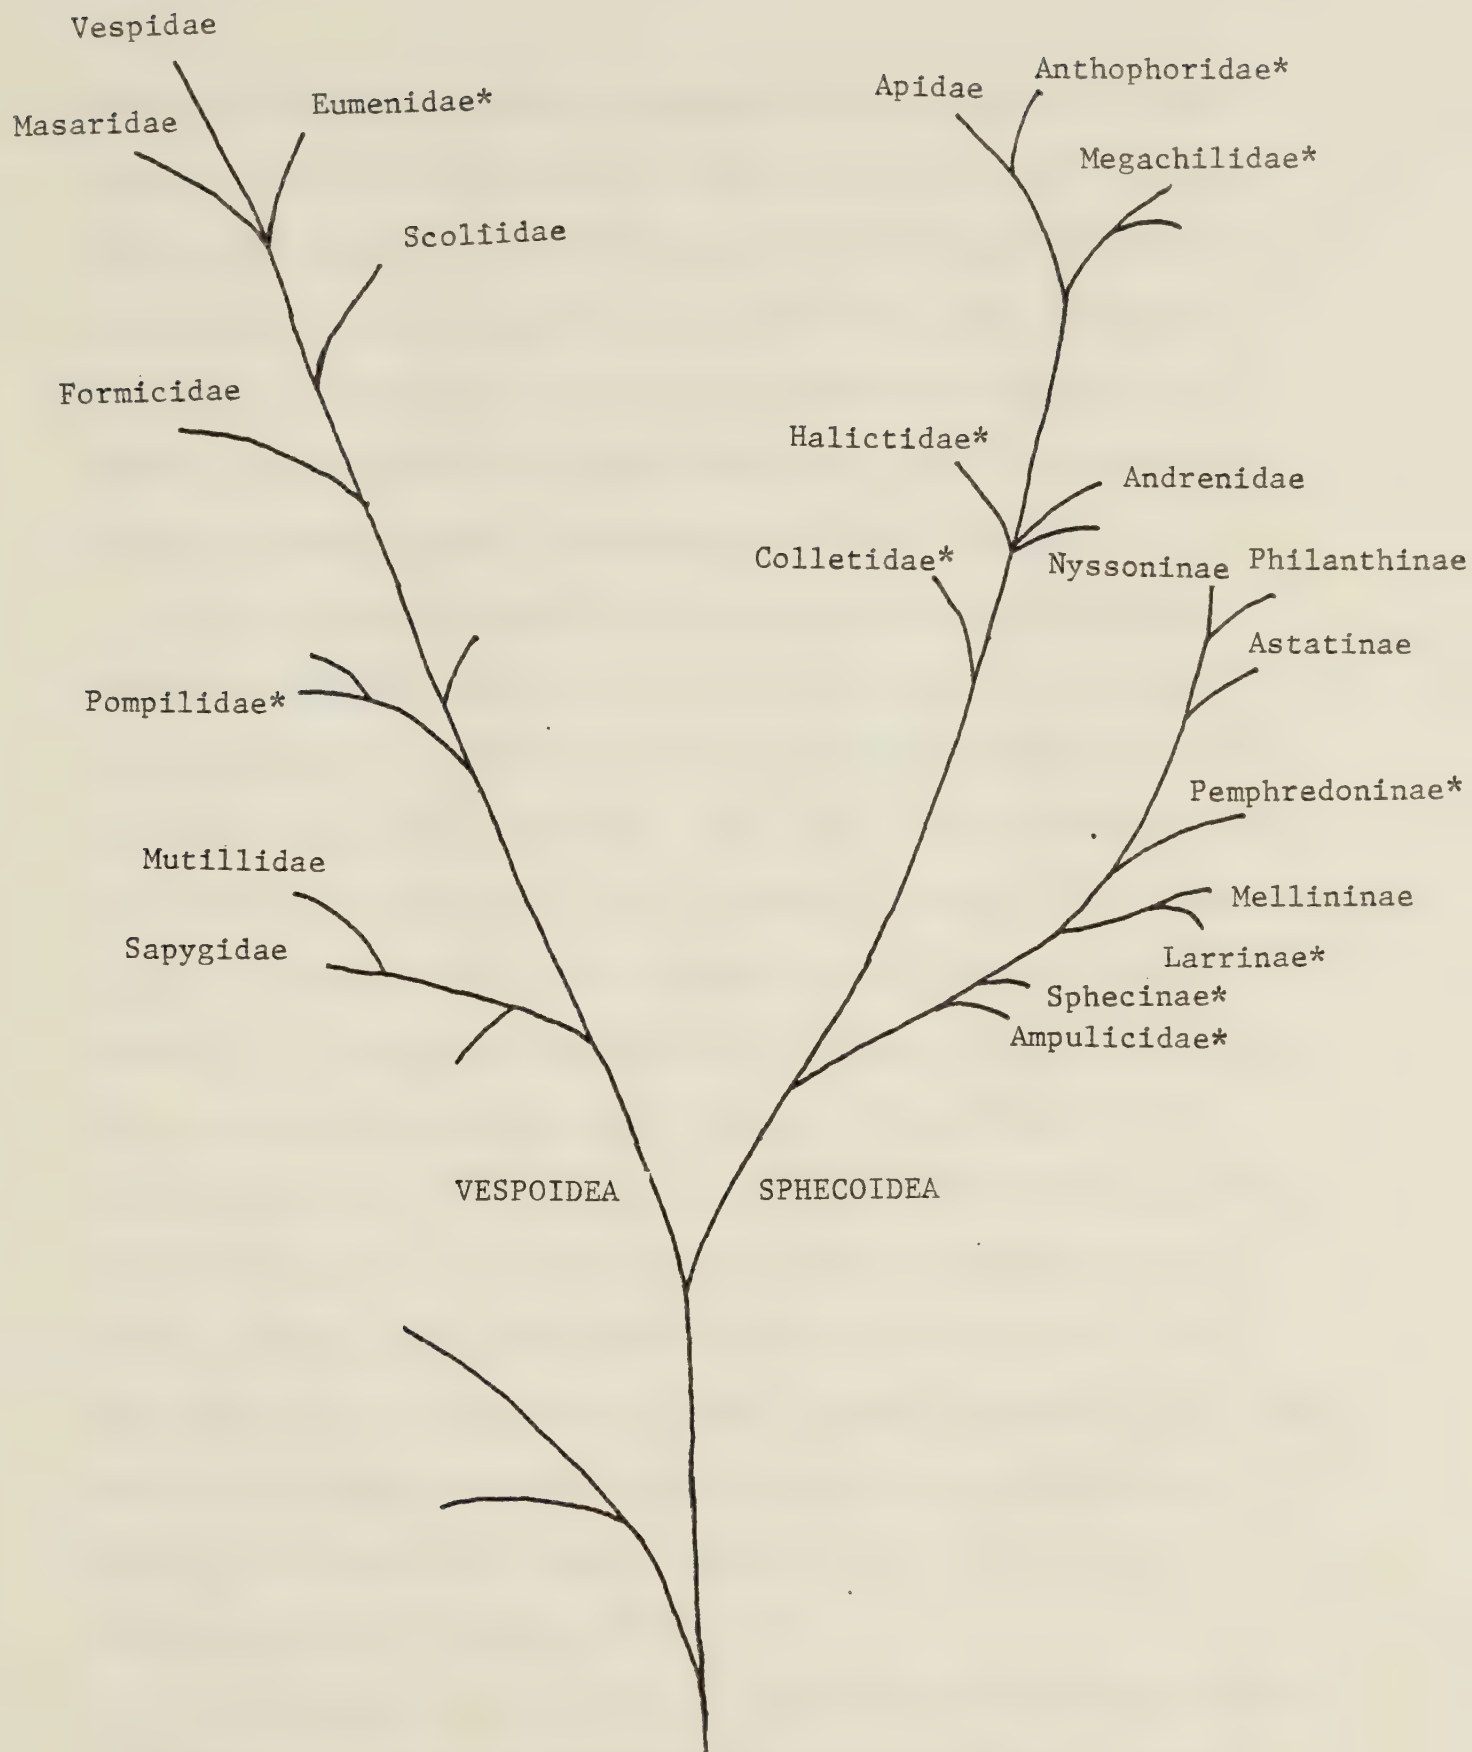 Vespidae
Masaridae
Eumenidae*
Scoliidae
Formicidae
Pompilidae*
Mutillidae
Sapygidae
VESPOIDEA
Apidae
Anthophoridae*
Megachilidae*
Halictidae*
Andrenidae
Colletidae*
Nyssoninae
Philanthinae
Astatinae
Pemphredoninae*
Mellininae
Larrinae*
Sphecinae*
Ampulicidae*
SPHECOIDEA